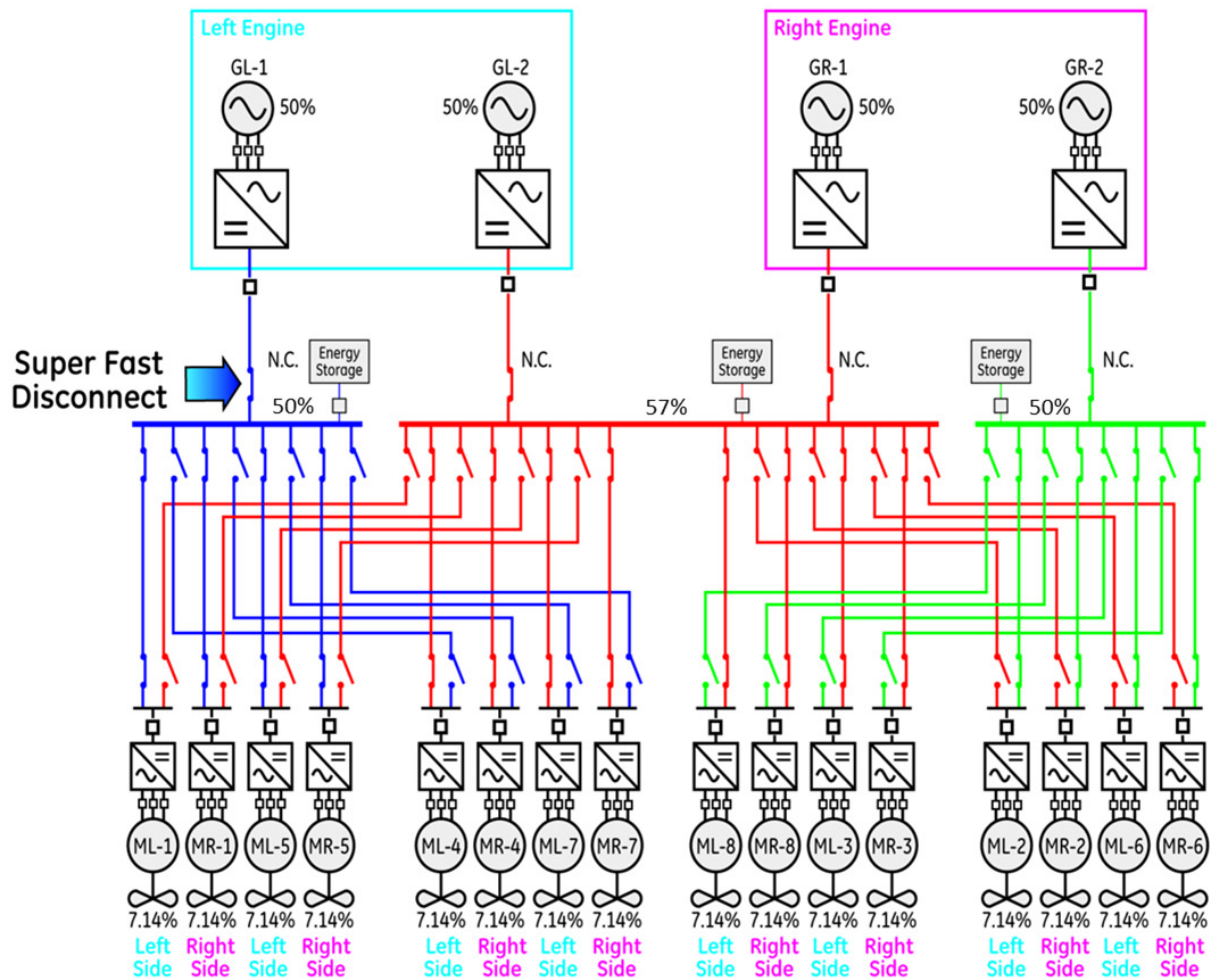 Left Engine
Right Engine
GL-1
GL-2
GR-1
GR-2
50%
50%
50%
50%
Super Fast
Disconnect
N.C.
Energy
Storage
N.C.
Energy
Storage
N.C.
Energy
Storage
N.C.
50%
57%
50%
ML-1 MR-1 ML-5 MR-5 ML-4 MR-4 ML-7 MR-7 ML-8 MR-8 ML-3 MR-3 ML-2 MR-2 ML-6 MR-6
7.14% 7.14% 7.14% 7.14% 7.14% 7.14% 7.14% 7.14% 7.14% 7.14% 7.14% 7.14% 7.14% 7.14% 7.14% 7.14%
Left Right Left Right Left Right Left Right Left Right Left Right Left Right Left Right
Side Side Side Side Side Side Side Side Side Side Side Side Side Side Side Side